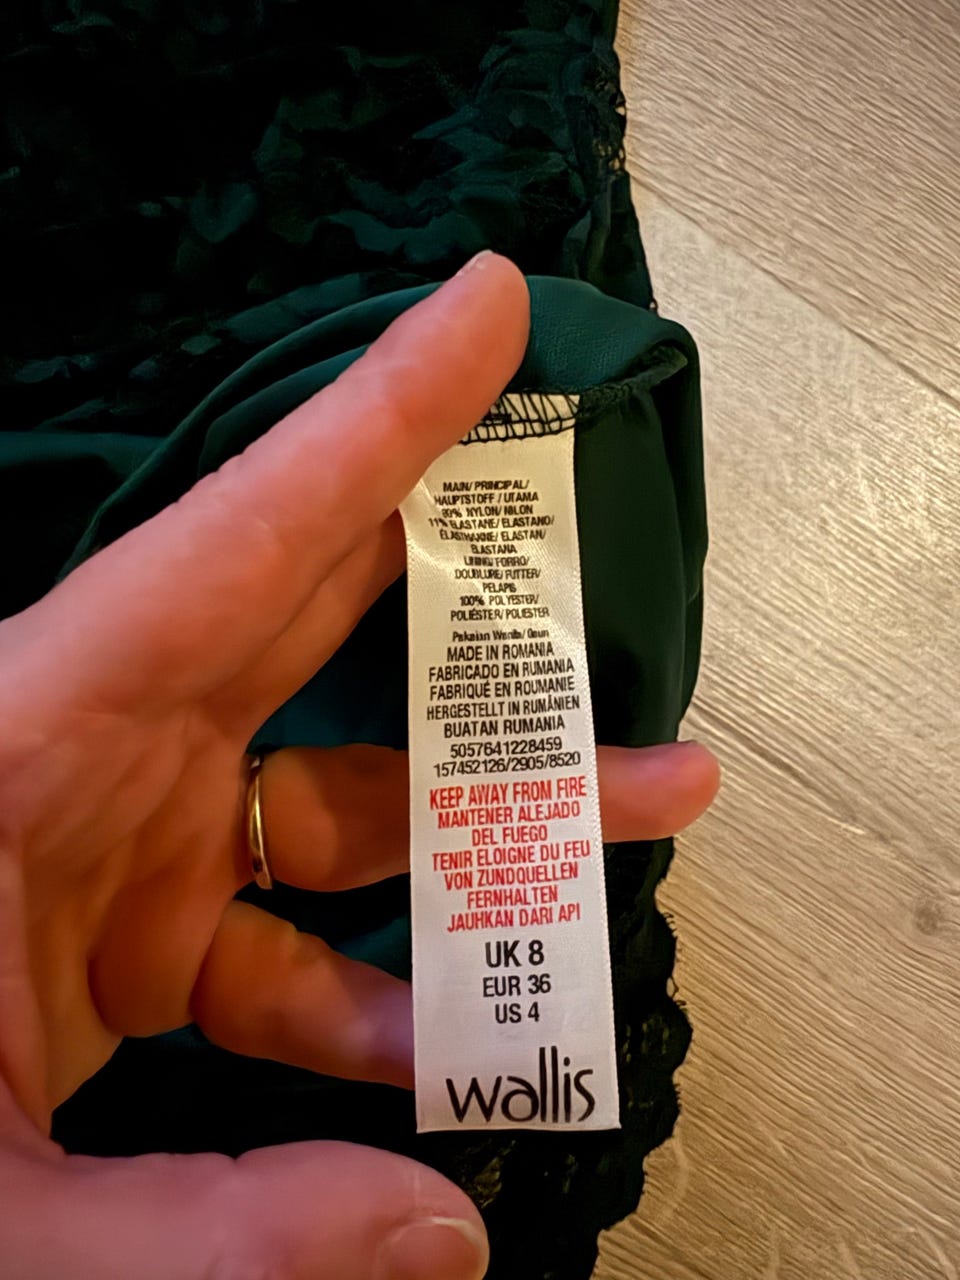 MAIN/ PRINCIPAL/
HAUPTSTOFF / UTAMA
89% NYLON/ NILON
11% ELASTANE/ ELASTANO/
ELASTHANNE/ ELASTAN/
ELASTANA
LINING/ FORRO/
DOUBLURE/ FUTTER/
PELAPIS
100% POLYESTER/
POLIÉSTER/ POLIESTER
Pakaian Wanita/ Gaun
MADE IN ROMANIA
FABRICADO EN RUMANIA
FABRIQUÉ EN ROUMANIE
HERGESTELLT IN RUMÄNIEN
BUATAN RUMANIA
5057641228459
157452126/2905/8520
KEEP AWAY FROM FIRE
MANTENER ALEJADO
DEL FUEGO
TENIR ELOIGNE DU FEU
VON ZUNDQUELLEN
FERNHALTEN
JAUHKAN DARI API
UK 8
EUR 36
US 4
wallis